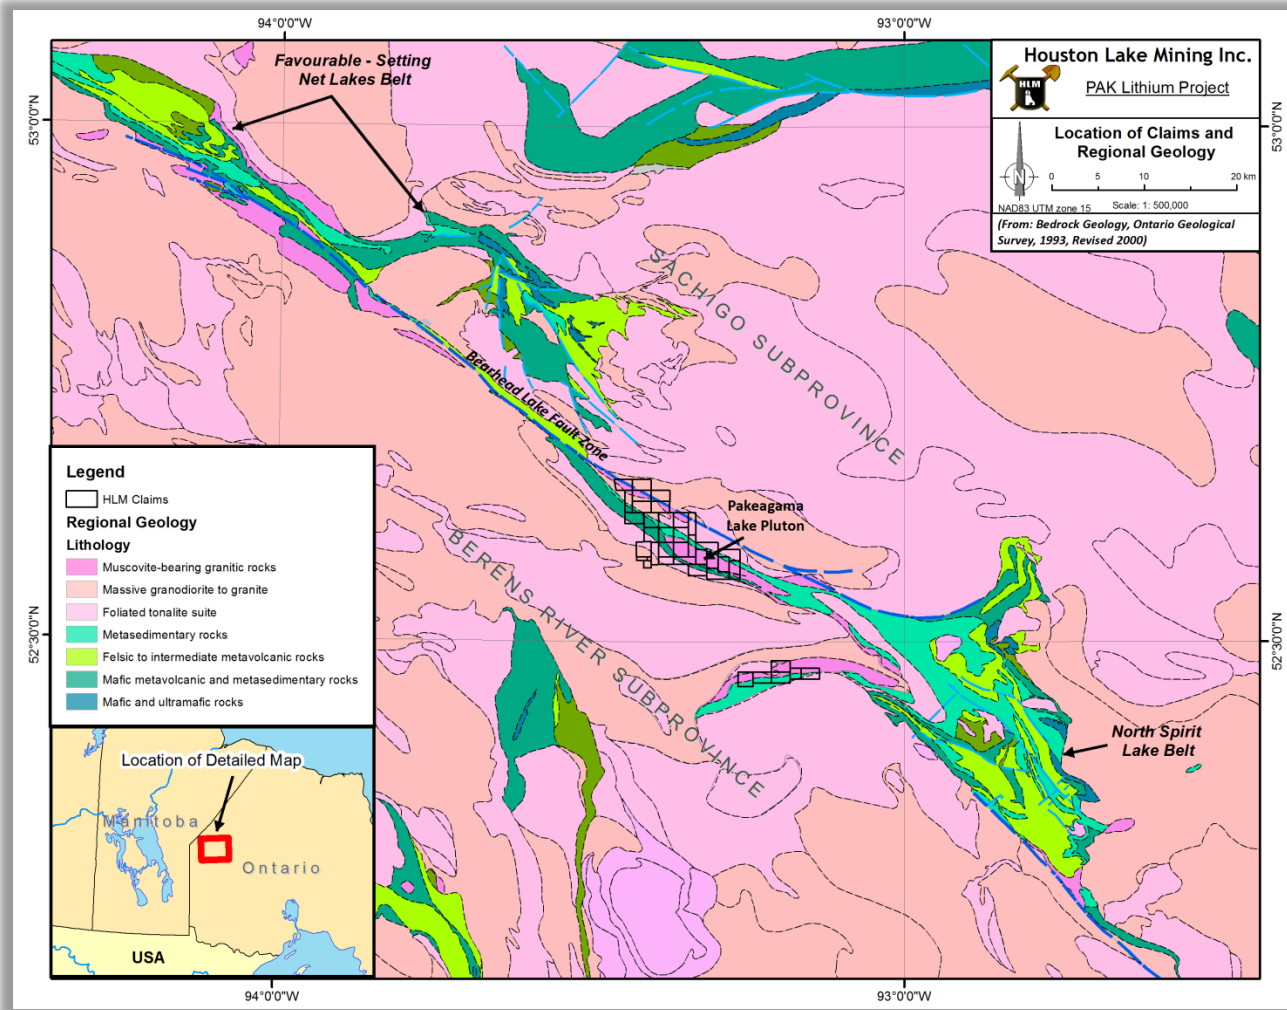 94°0'0"W
93°0'0"W
Favourable - Setting
Net Lakes Belt
Houston Lake Mining Inc.
HLM
PAK Lithium Project
Location of Claims and
Regional Geology
N
0 5 10 20 km
NAD83 UTM zone 15
Scale: 1: 500,000
(From: Bedrock Geology, Ontario Geological
Survey, 1993, Revised 2000)
53°0'0"N
53°0'0"N
SACHIGO SUBPROVINCE
Bearhead Lake Fault Zone
Pakeagama
Lake Pluton
BERENS RIVER SUBPROVINCE
52°30'0"N
52°30'0"N
North Spirit
Lake Belt
Legend
HLM Claims
Regional Geology
Lithology
Muscovite-bearing granitic rocks
Massive granodiorite to granite
Foliated tonalite suite
Metasedimentary rocks
Felsic to intermediate metavolcanic rocks
Mafic metavolcanic and metasedimentary rocks
Mafic and ultramafic rocks
Location of Detailed Map
Manitoba
Ontario
USA
94°0'0"W
93°0'0"W